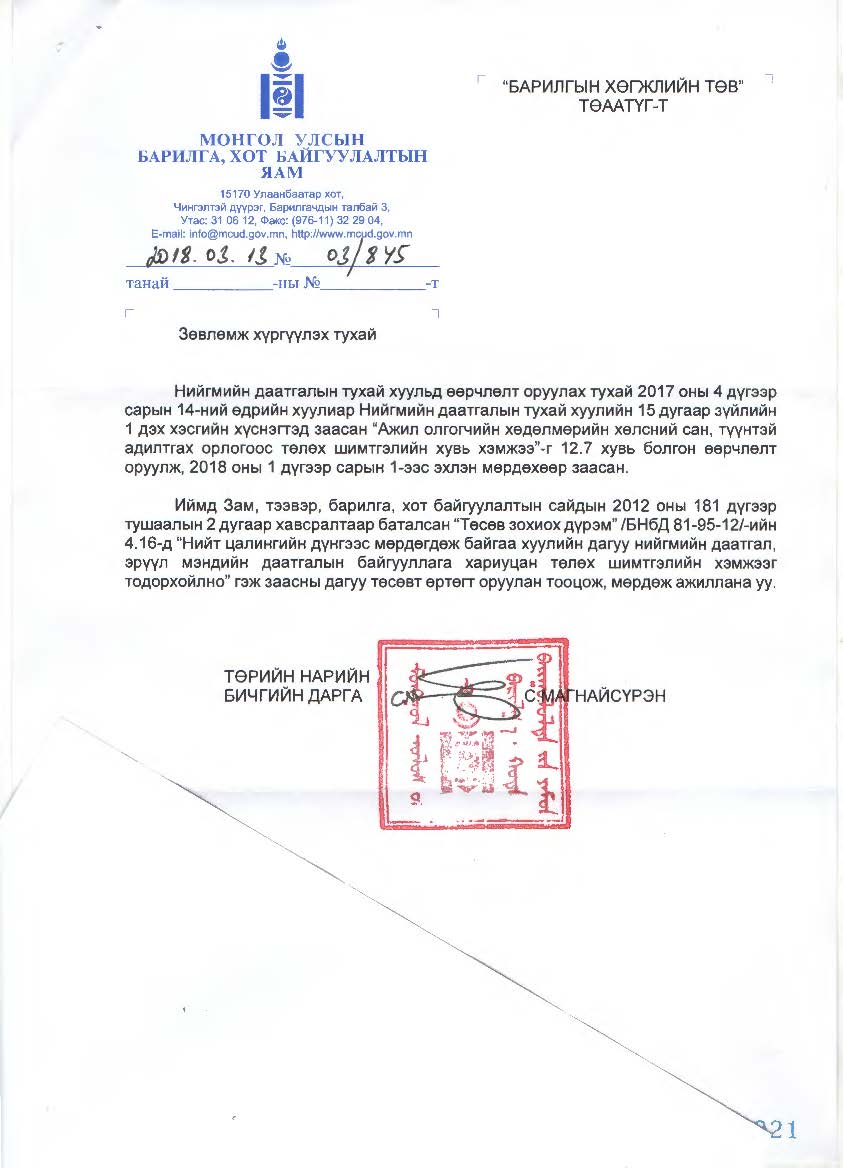 “БАРИЛГЫН ХӨГЖЛИЙН ТӨВ”
ТӨААТҮГ-Т
МОНГОЛ УЛСЫН
БАРИЛГА, ХОТ БАЙГУУЛАЛТЫН
ЯАМ
15170 Улаанбаатар хот,
Чингэлтэй дүүрэг, Барилгачдын талбай 3,
Утас: 31 06 12, Факс: (976-11) 32 29 04,
E-mail: info@mcud.gov.mn, http://www.mcud.gov.mn
2018. 03. 13 № 03/845
танай ____________-ны №_____________-т
Зөвлөмж хүргүүлэх тухай
Нийгмийн даатгалын тухай хуульд өөрчлөлт оруулах тухай 2017 оны 4 дүгээр
сарын 14-ний өдрийн хуулиар Нийгмийн даатгалын тухай хуулийн 15 дугаар зүйлийн
1 дэх хэсгийн хүснэгтэд заасан “Ажил олгогчийн хөдөлмөрийн хөлсний сан, түүнтэй
адилтгах орлогоос төлөх шимтгэлийн хувь хэмжээ”-г 12.7 хувь болгон өөрчлөлт
оруулж, 2018 оны 1 дүгээр сарын 1-ээс эхлэн мөрдөхөөр заасан.
Иймд Зам, тээвэр, барилга, хот байгуулалтын сайдын 2012 оны 181 дүгээр
тушаалын 2 дугаар хавсралтаар баталсан “Төсөв зохиох дүрэм” /БНбД 81-95-12/-ийн
4.16-д “Нийт цалингийн дүнгээс мөрдөгдөж байгаа хуулийн дагуу нийгмийн даатгал,
эрүүл мэндийн даатгалын байгууллага хариуцан төлөх шимтгэлийн хэмжээг
тодорхойлно” гэж заасны дагуу төсөвт өртөгт оруулан тооцож, мөрдөж ажиллана уу.
ТӨРИЙН НАРИЙН
БИЧГИЙН ДАРГА С.МАГНАЙСҮРЭН
21